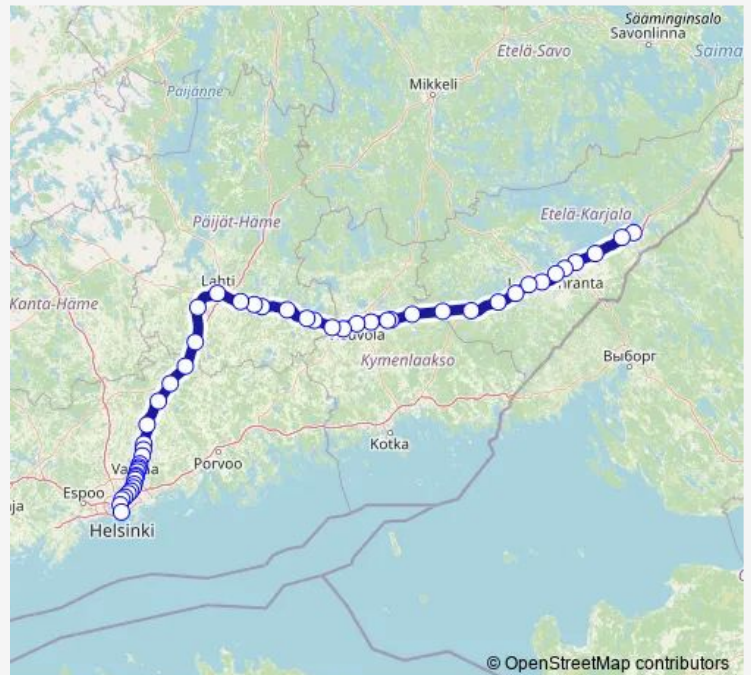 Sääminginsalo
Savonlinna
Etelä-Savo
Saima
Mikkeli
Päijänne
Etelä-Karjala
Päijät-Häme
Lahti
Kanta-Häme
Выборг
Kymenlaakso
Kotka
Porvoo
Espoo
Helsinki
© OpenStreetMap contributors